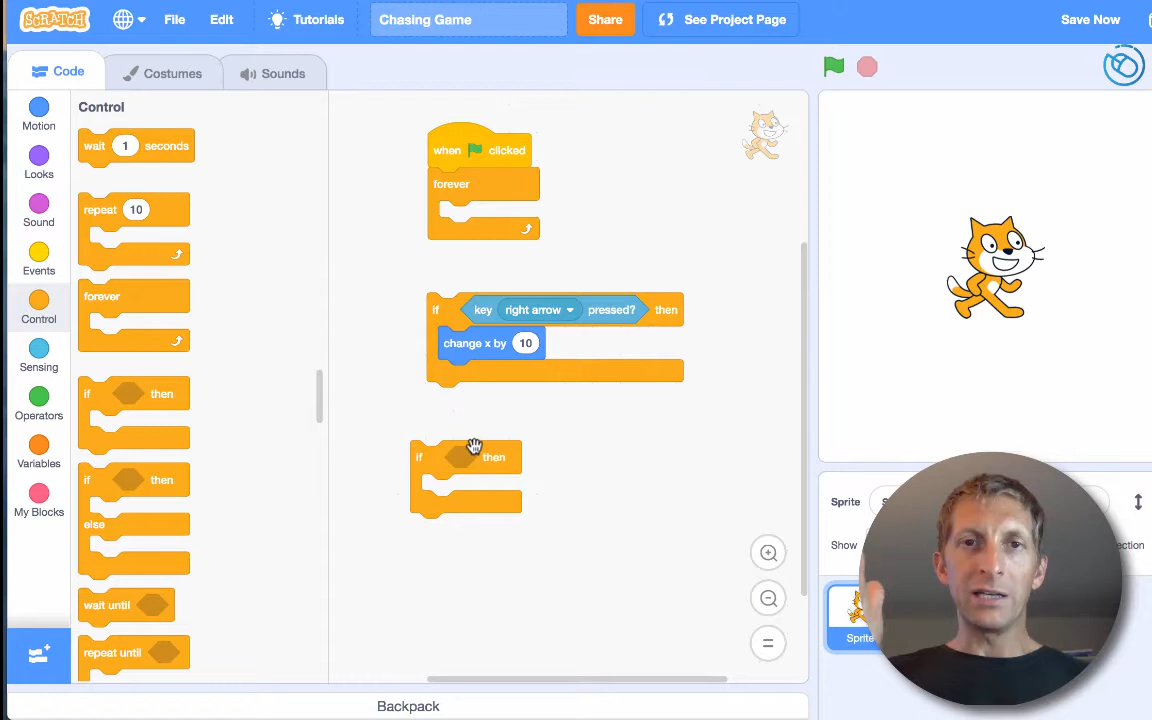 SCRATCH
File
Edit
Tutorials
Chasing Game
Share
See Project Page
Save Now
Code
Costumes
Sounds
Motion
Looks
Sound
Events
Control
Sensing
Operators
Variables
My Blocks
Control
wait 1 seconds
repeat 10
forever
if then
if then
else
wait until
repeat until
when clicked
forever
if key right arrow pressed? then
change x by 10
if then
Sprite
Show
Sprite
Backpack